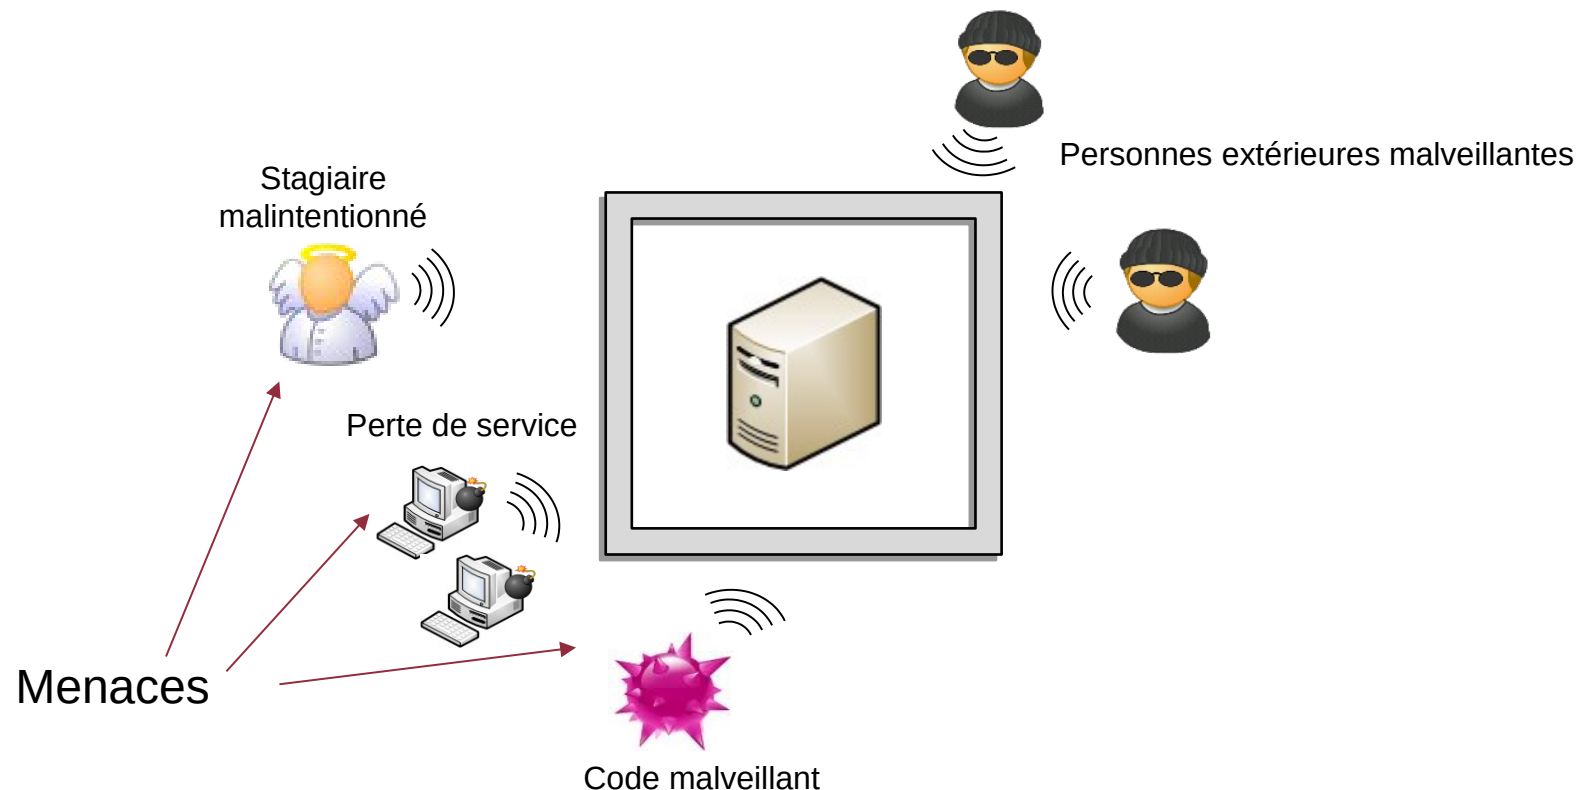 Personnes extérieures malveillantes
Stagiaire
malintentionné
Perte de service
Menaces
Code malveillant